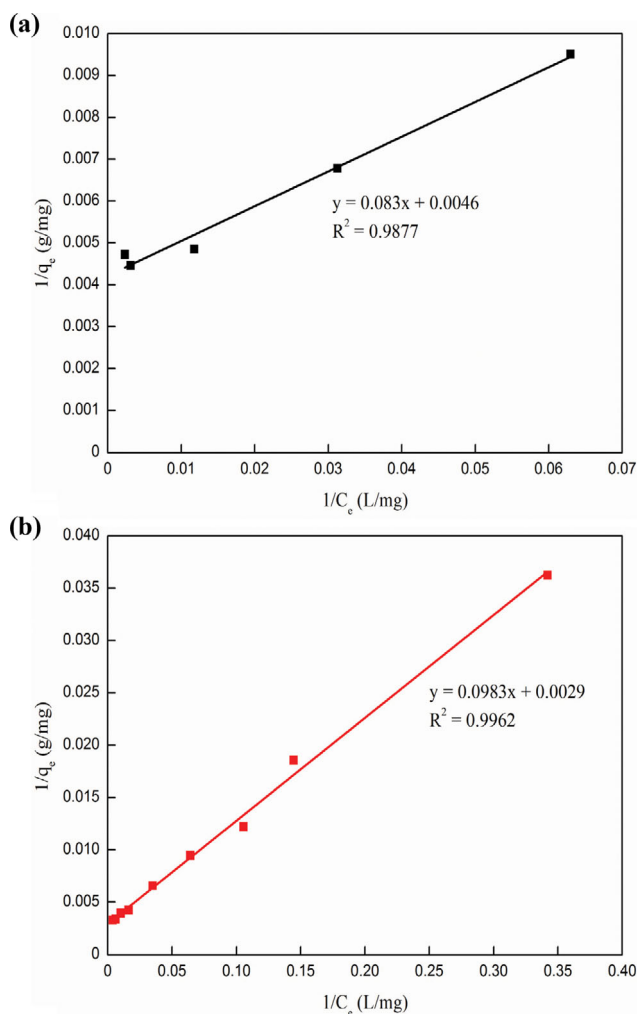 (a)
0.010
0.009
0.008
0.007
0.006
0.005
0.004
0.003
0.002
0.001
0
1/qₑ (g/mg)
y = 0.083x + 0.0046
R² = 0.9877
0 0.01 0.02 0.03 0.04 0.05 0.06 0.07
1/Cₑ (L/mg)
(b)
0.040
0.035
0.030
0.025
0.020
0.015
0.010
0.005
0
1/qₑ (g/mg)
y = 0.0983x + 0.0029
R² = 0.9962
0 0.05 0.10 0.15 0.20 0.25 0.30 0.35 0.40
1/Cₑ (L/mg)